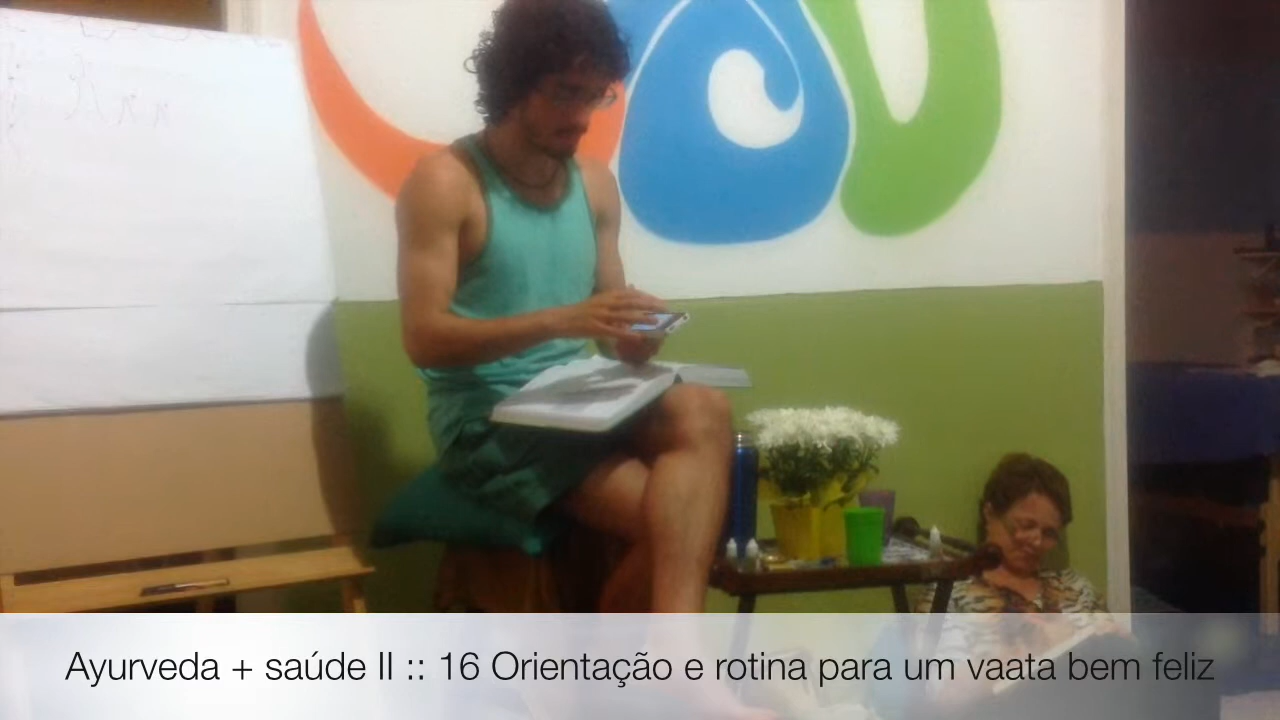 Ayurveda + saúde II :: 16 Orientação e rotina para um vaata bem feliz